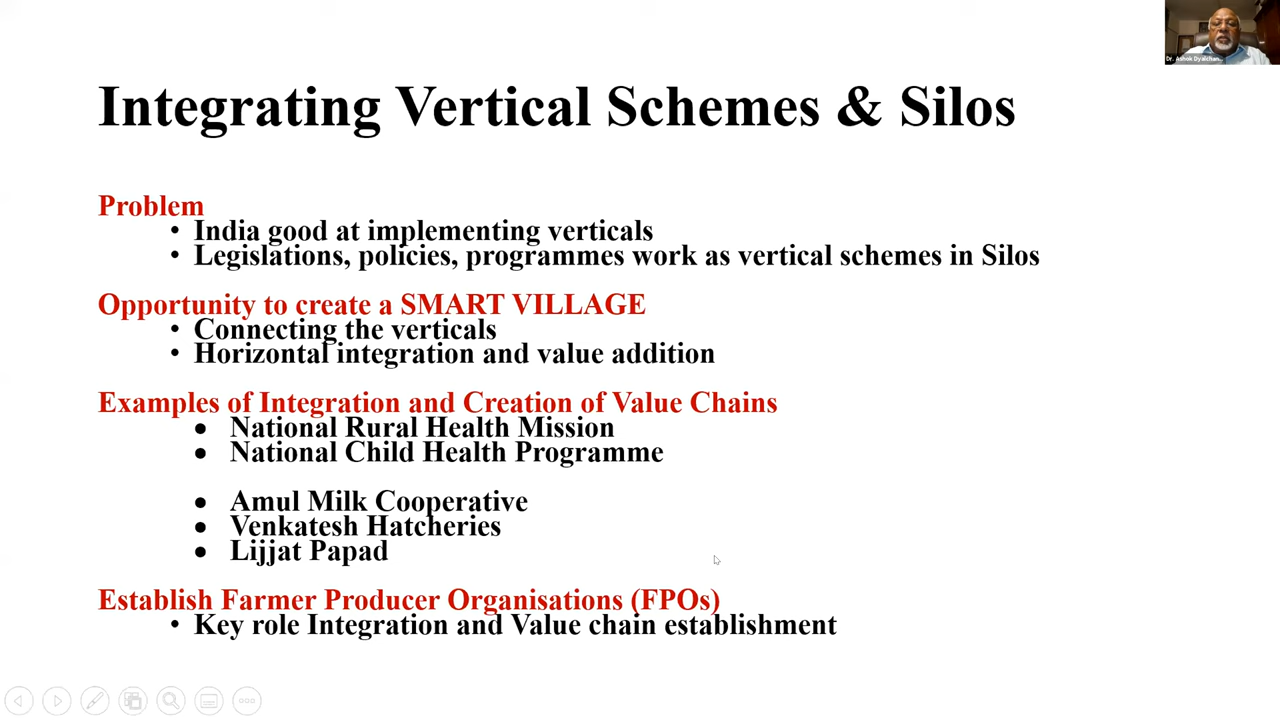 Dr. Ashok Dyalchan...
Integrating Vertical Schemes & Silos
Problem
• India good at implementing verticals
• Legislations, policies, programmes work as vertical schemes in Silos
Opportunity to create a SMART VILLAGE
• Connecting the verticals
• Horizontal integration and value addition
Examples of Integration and Creation of Value Chains
• National Rural Health Mission
• National Child Health Programme
• Amul Milk Cooperative
• Venkatesh Hatcheries
• Lijjat Papad
Establish Farmer Producer Organisations (FPOs)
• Key role Integration and Value chain establishment